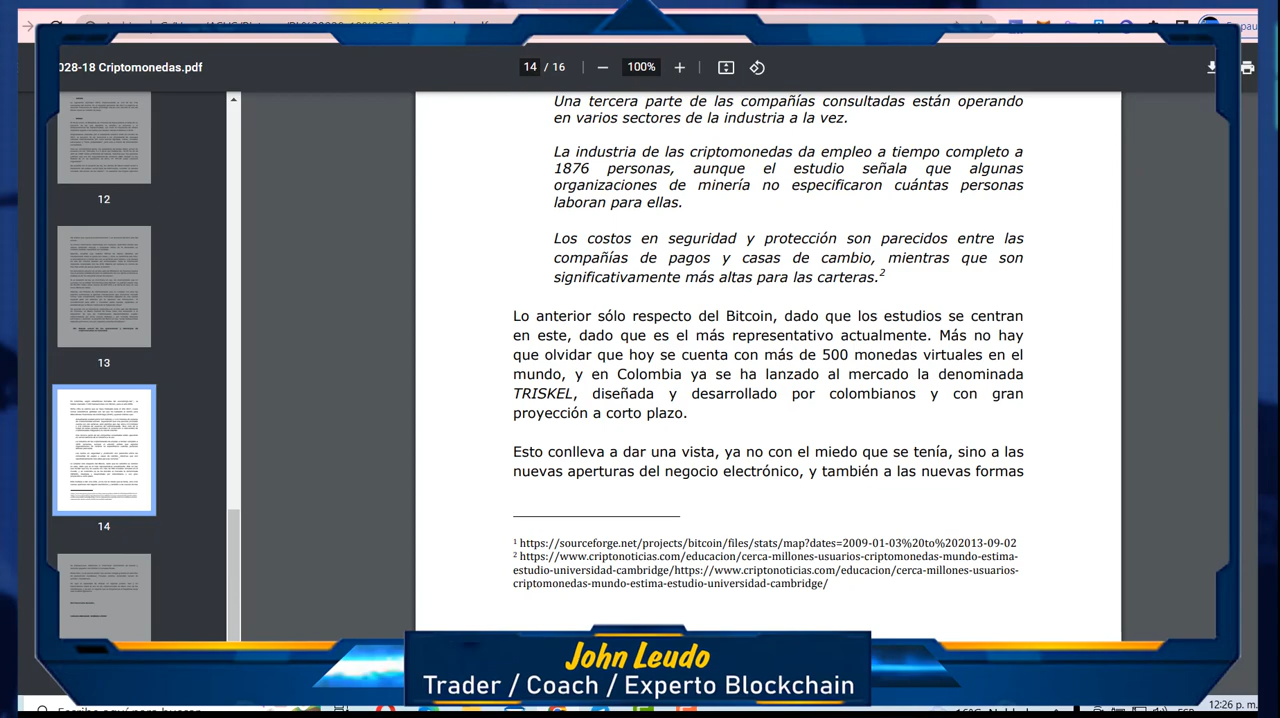 028-18 Criptomonedas.pdf
14 / 16
100%
12
13
14
Una tercera parte de las compañías consultadas están operando
en varios sectores de la industria a la vez.
La industria de las criptomonedas da empleo a tiempo completo a
1876 personas, aunque el estudio señala que algunas
organizaciones de minería no especificaron cuántas personas
laboran para ellas.
Los costos en seguridad y protección son parecidos entre las
compañías de pagos y casas de cambio, mientras que son
significativamente más altas para las carteras.2
Lo anterior sólo respecto del Bitcoin, dado que los estudios se centran
en este, dado que es el más representativo actualmente. Más no hay
que olvidar que hoy se cuenta con más de 500 monedas virtuales en el
mundo, y en Colombia ya se ha lanzado al mercado la denominada
TRISKEL, diseñada y desarrollado por colombianos y con gran
proyección a corto plazo.
Esto conlleva a dar una vista, ya no con el miedo que se tenía, sino a las
nuevas aperturas del negocio electrónico, y también a las nuevas formas
1 https://sourceforge.net/projects/bitcoin/files/stats/map?dates=2009-01-03%20to%202013-09-02
2 https://www.criptonoticias.com/educacion/cerca-millones-usuarios-criptomonedas-mundo-estima-
estudio-universidad-cambridge/https://www.criptonoticias.com/educacion/cerca-millones-usuarios-
criptomonedas-mundo-estima-estudio-universidad-cambridge/
John Leudo
Trader / Coach / Experto Blockchain
12:26 p. m.